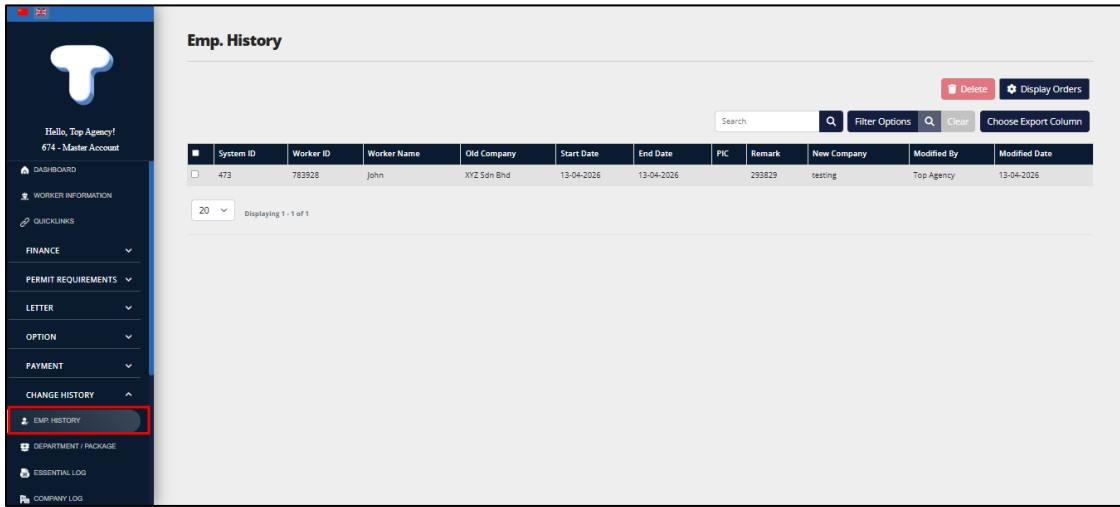 Hello, Top Agency!
674 - Master Account
DASHBOARD
WORKER INFORMATION
QUICKLINKS
FINANCE
PERMIT REQUIREMENTS
LETTER
OPTION
PAYMENT
CHANGE HISTORY
EMP. HISTORY
DEPARTMENT / PACKAGE
ESSENTIAL LOG
COMPANY LOG
Emp. History
Delete Display Orders
Search Filter Options Clear Choose Export Column
System ID Worker ID Worker Name Old Company Start Date End Date PIC Remark New Company Modified By Modified Date
473 783928 John XYZ Sdn Bhd 13-04-2026 13-04-2026 293829 testing Top Agency 13-04-2026
20 Displaying 1 - 1 of 1